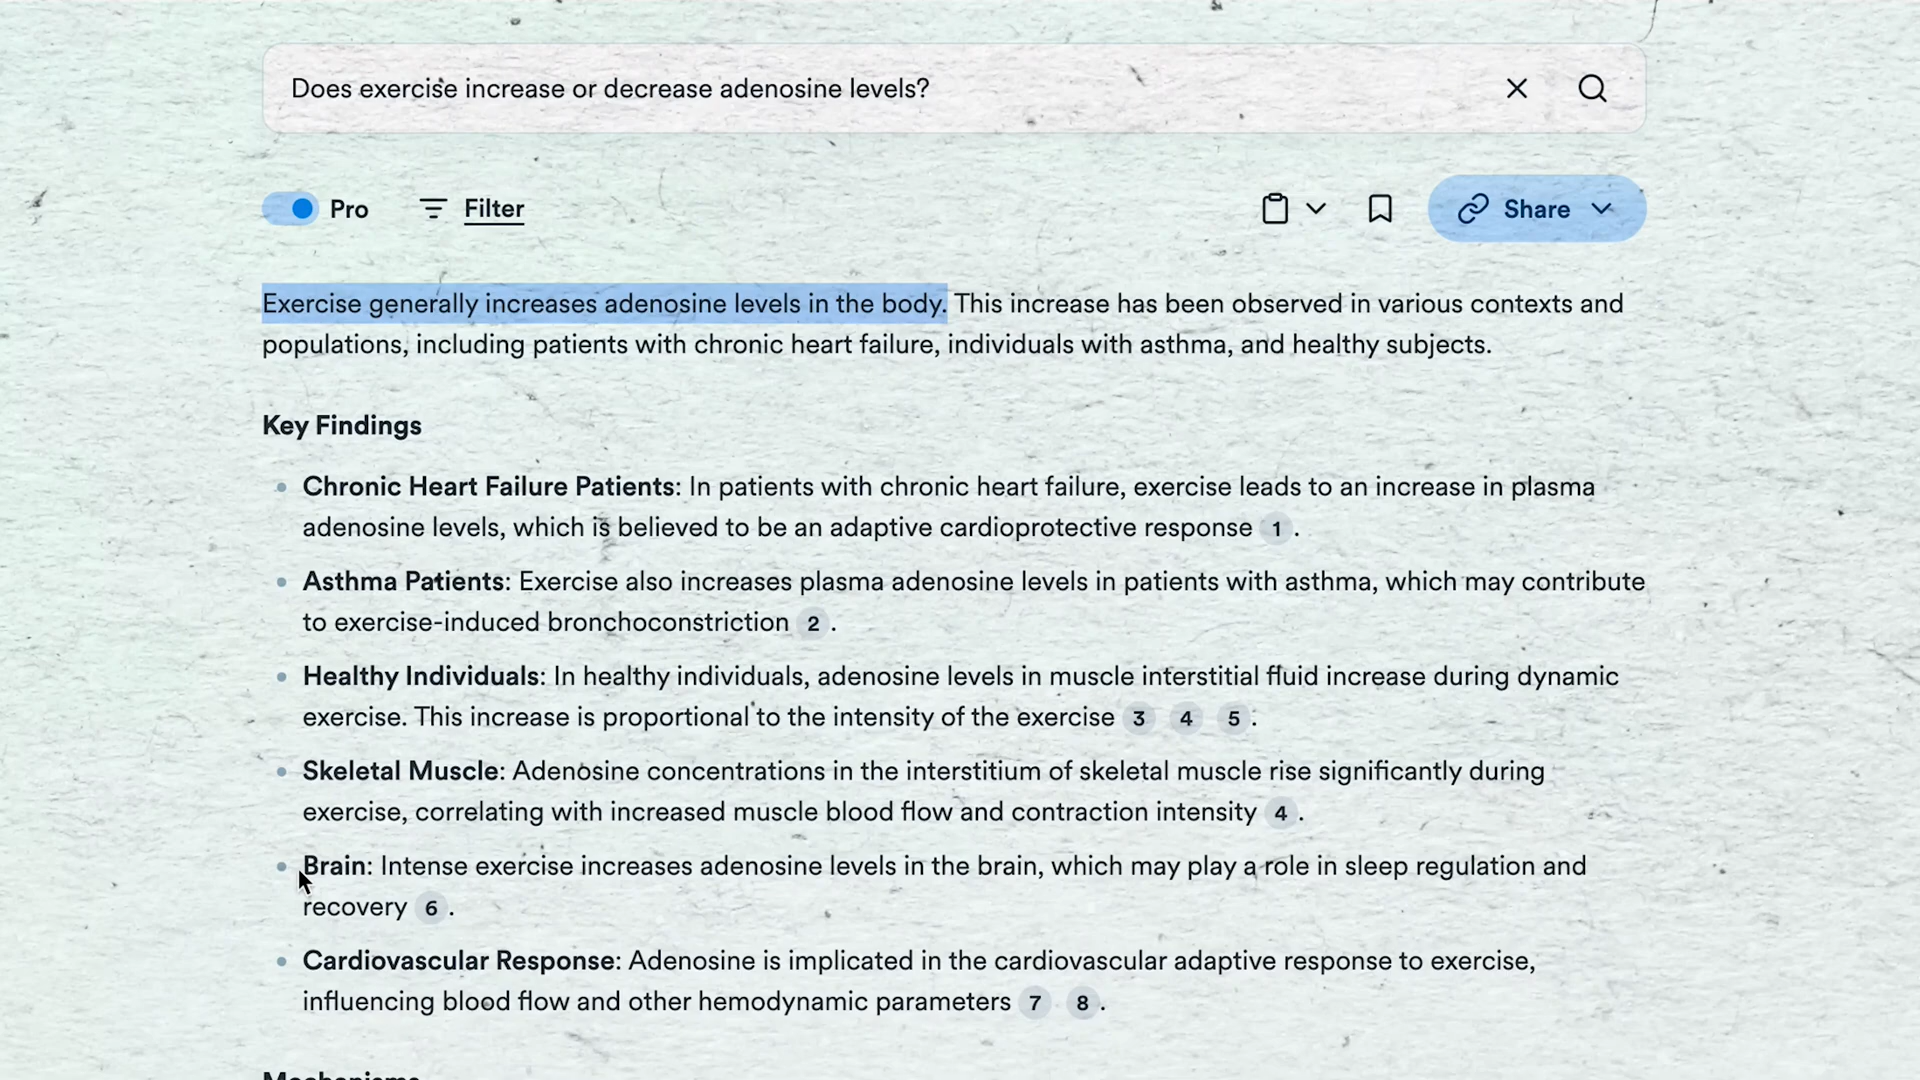 Does exercise increase or decrease adenosine levels?
Pro Filter Share
Exercise generally increases adenosine levels in the body. This increase has been observed in various contexts and
populations, including patients with chronic heart failure, individuals with asthma, and healthy subjects.
Key Findings
Chronic Heart Failure Patients: In patients with chronic heart failure, exercise leads to an increase in plasma
adenosine levels, which is believed to be an adaptive cardioprotective response 1 .
Asthma Patients: Exercise also increases plasma adenosine levels in patients with asthma, which may contribute
to exercise-induced bronchoconstriction 2 .
Healthy Individuals: In healthy individuals, adenosine levels in muscle interstitial fluid increase during dynamic
exercise. This increase is proportional to the intensity of the exercise 3 4 5 .
Skeletal Muscle: Adenosine concentrations in the interstitium of skeletal muscle rise significantly during
exercise, correlating with increased muscle blood flow and contraction intensity 4 .
Brain: Intense exercise increases adenosine levels in the brain, which may play a role in sleep regulation and
recovery 6 .
Cardiovascular Response: Adenosine is implicated in the cardiovascular adaptive response to exercise,
influencing blood flow and other hemodynamic parameters 7 8 .
Mechanisms